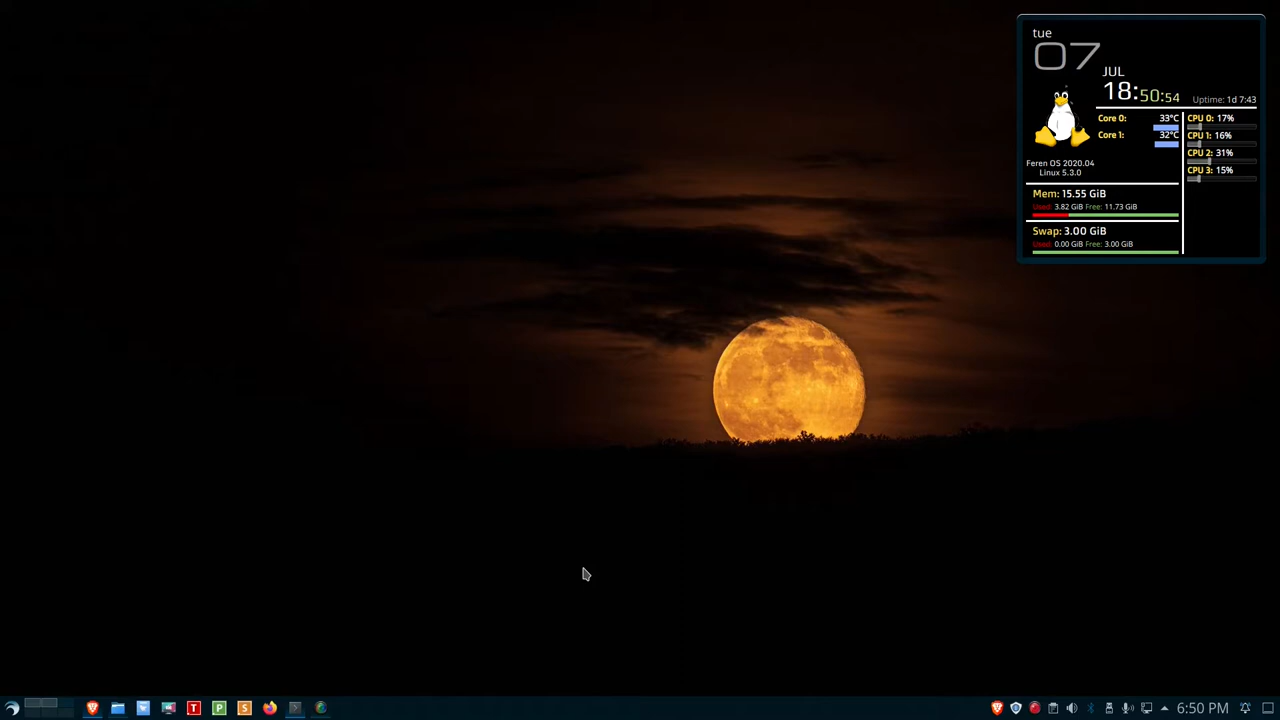 tue
07
JUL
18:50:54
Uptime: 1d 7:43
Core 0: 33°C
Core 1: 32°C
CPU 0: 17%
CPU 1: 16%
CPU 2: 31%
CPU 3: 15%
Feren OS 2020.04
Linux 5.3.0
Mem: 15.55 GiB
Used: 3.82 GiB Free: 11.73 GiB
Swap: 3.00 GiB
Used: 0.00 GiB Free: 3.00 GiB
T P S
6:50 PM